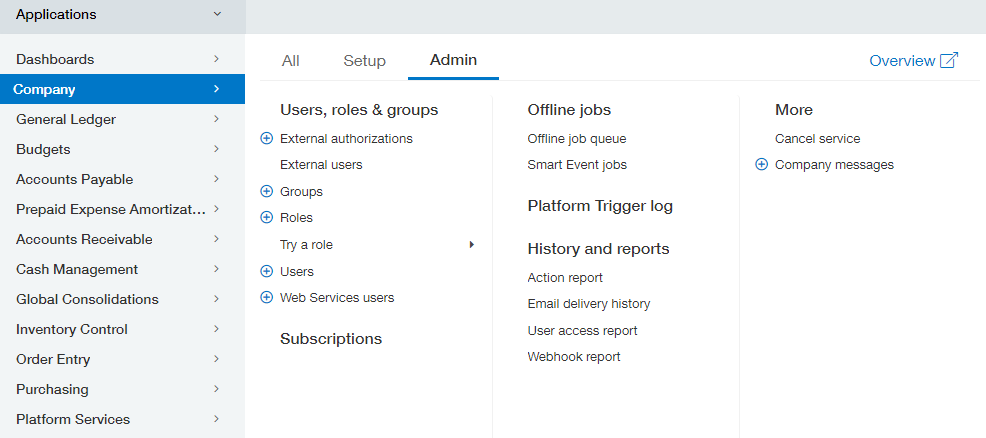 Applications
Dashboards
Company
General Ledger
Budgets
Accounts Payable
Prepaid Expense Amortizat...
Accounts Receivable
Cash Management
Global Consolidations
Inventory Control
Order Entry
Purchasing
Platform Services
All
Setup
Admin
Overview
Users, roles & groups
External authorizations
External users
Groups
Roles
Try a role
Users
Web Services users
Subscriptions
Offline jobs
Offline job queue
Smart Event jobs
Platform Trigger log
History and reports
Action report
Email delivery history
User access report
Webhook report
More
Cancel service
Company messages